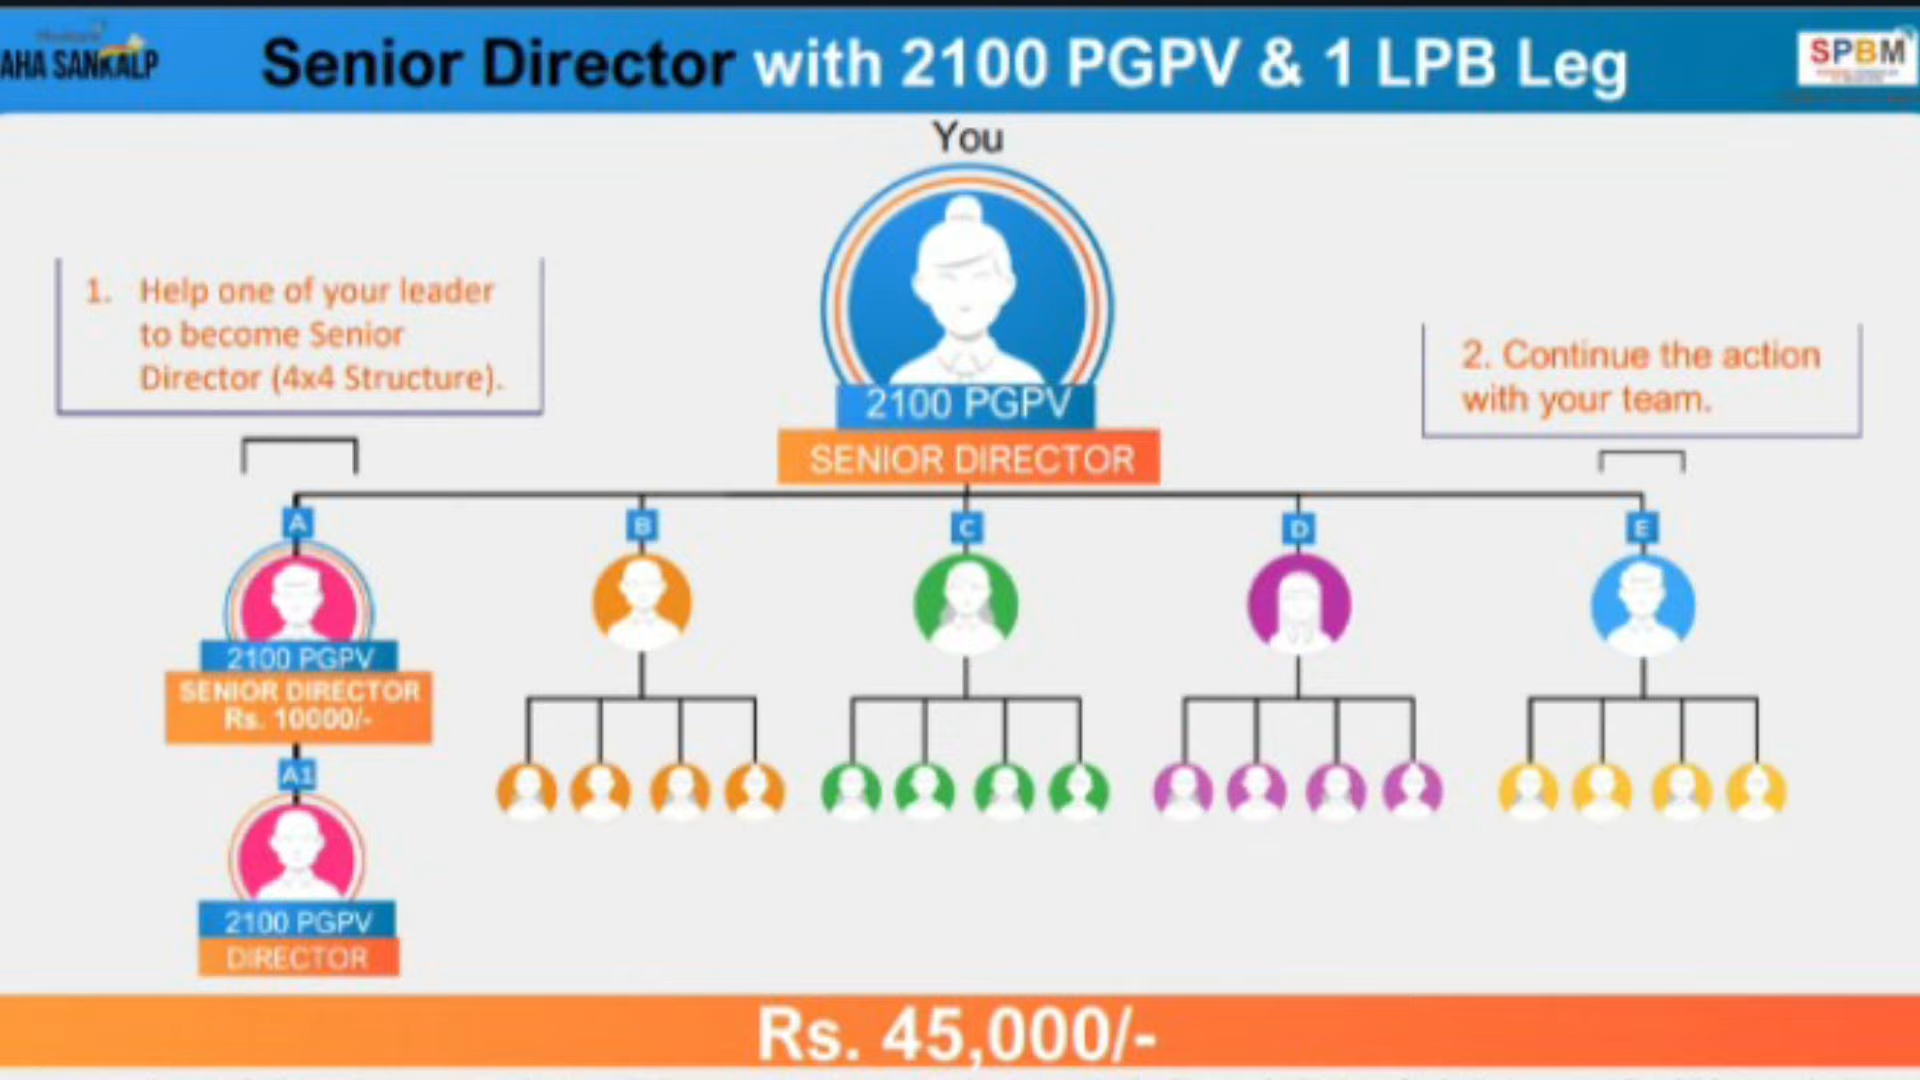 AHA SANKALP
Senior Director with 2100 PGPV & 1 LPB Leg
SPBM
You
1. Help one of your leader
to become Senior
Director (4x4 Structure).
2100 PGPV
SENIOR DIRECTOR
2. Continue the action
with your team.
A
B
C
D
E
2100 PGPV
SENIOR DIRECTOR
Rs. 10000/-
A1
2100 PGPV
DIRECTOR
Rs. 45,000/-